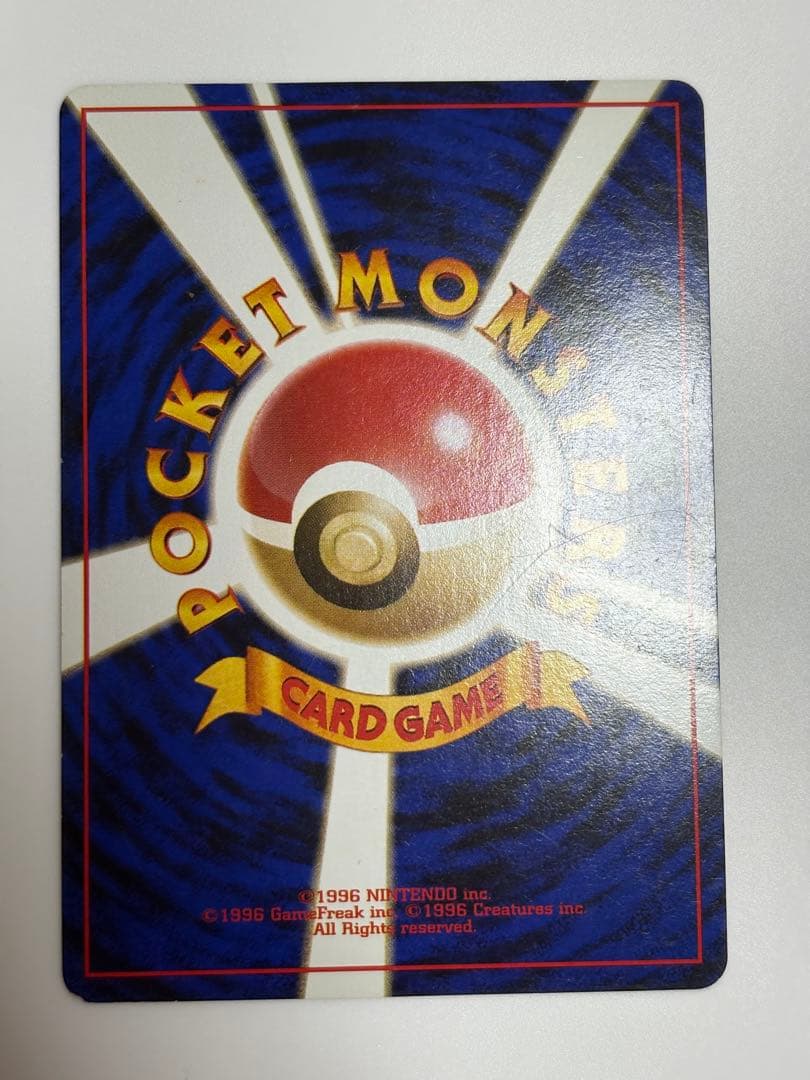 POCKET MONSTERS
CARD GAME
©1996 NINTENDO inc.
©1996 GameFreak inc. ©1996 Creatures inc.
All Rights reserved.